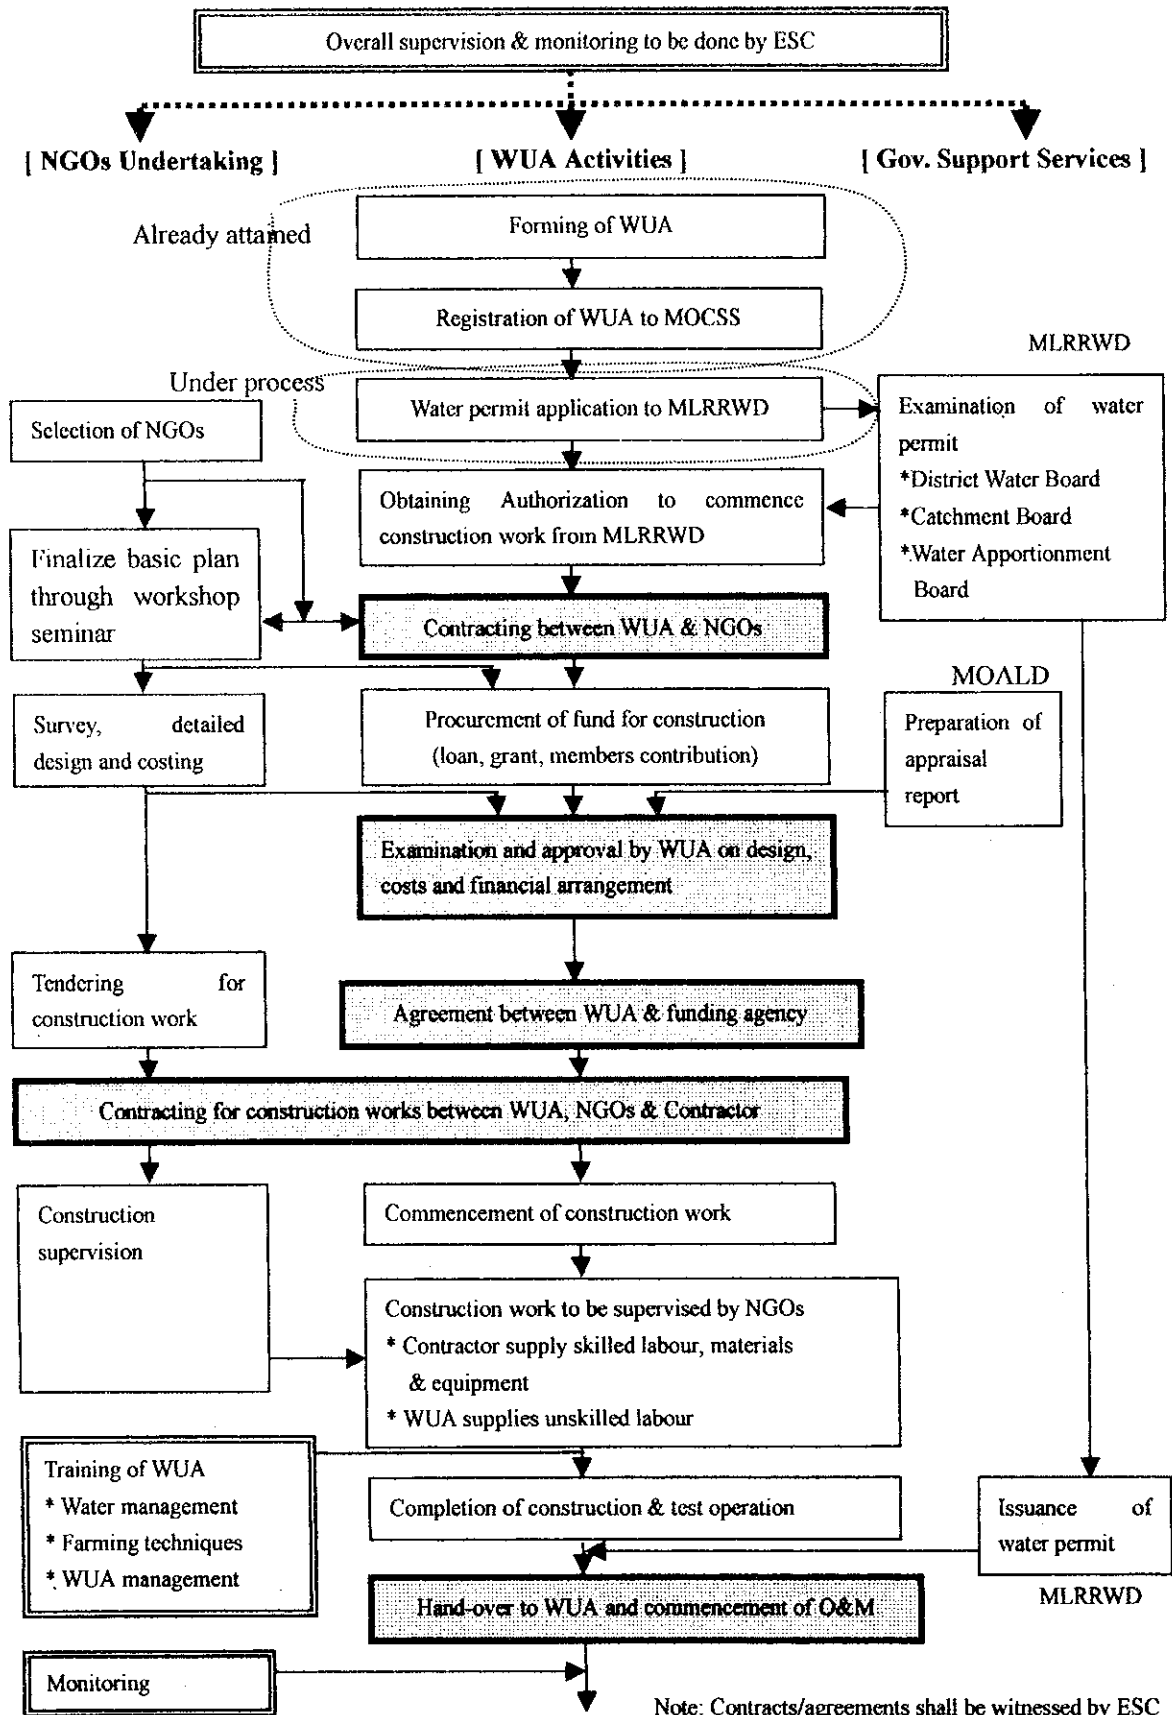 Overall supervision & monitoring to be done by ESC
[ NGOs Undertaking ]
[ WUA Activities ]
[ Gov. Support Services ]
Already attained
Forming of WUA
Registration of WUA to MOCSS
MLRRWD
Under process
Water permit application to MLRRWD
Examination of water
permit
*District Water Board
*Catchment Board
*Water Apportionment
Board
Selection of NGOs
Obtaining Authorization to commence
construction work from MLRRWD
Finalize basic plan
through workshop
seminar
Contracting between WUA & NGOs
MOALD
Survey, detailed
design and costing
Procurement of fund for construction
(loan, grant, members contribution)
Preparation of
appraisal
report
Examination and approval by WUA on design,
costs and financial arrangement
Tendering for
construction work
Agreement between WUA & funding agency
Contracting for construction works between WUA, NGOs & Contractor
Construction
supervision
Commencement of construction work
Construction work to be supervised by NGOs
* Contractor supply skilled labour, materials
& equipment
* WUA supplies unskilled labour
Training of WUA
* Water management
* Farming techniques
* WUA management
Completion of construction & test operation
Issuance of
water permit
MLRRWD
Hand-over to WUA and commencement of O&M
Monitoring
Note: Contracts/agreements shall be witnessed by ESC